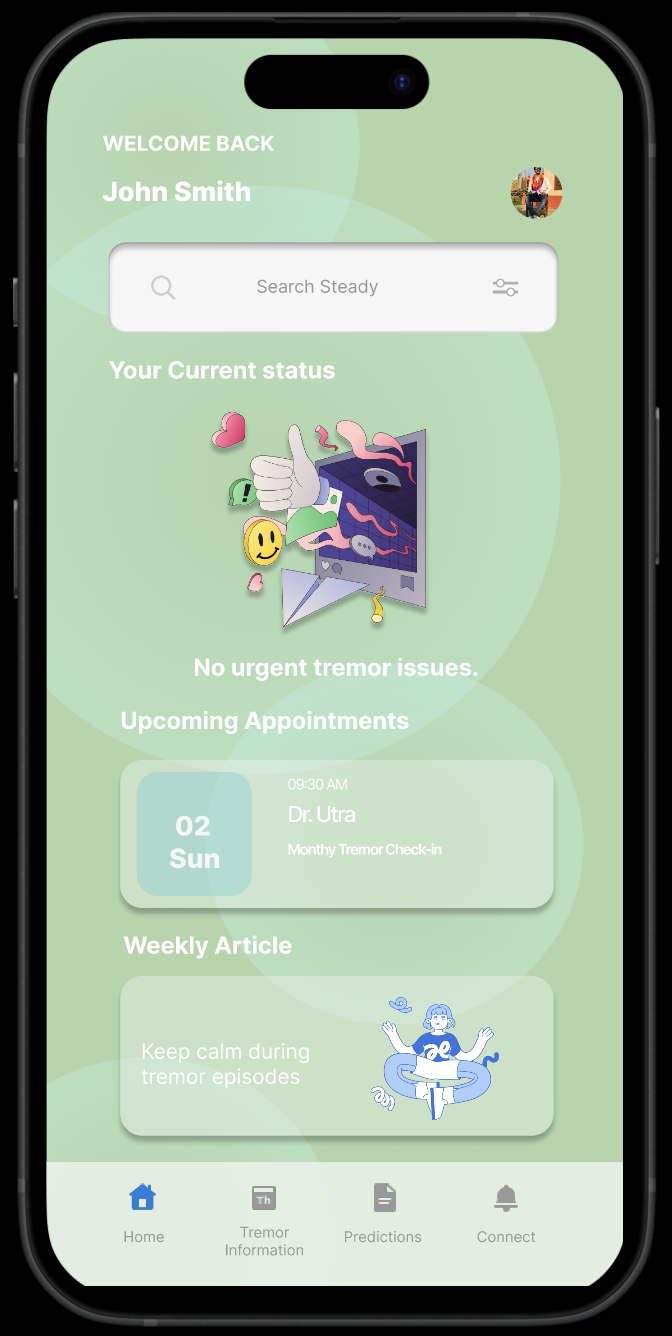 WELCOME BACK
John Smith
Search Steady
Your Current status
No urgent tremor issues.
Upcoming Appointments
09:30 AM
02
Sun
Dr. Utra
Monthy Tremor Check-in
Weekly Article
Keep calm during
tremor episodes
Th
Home
Tremor
Information
Predictions
Connect